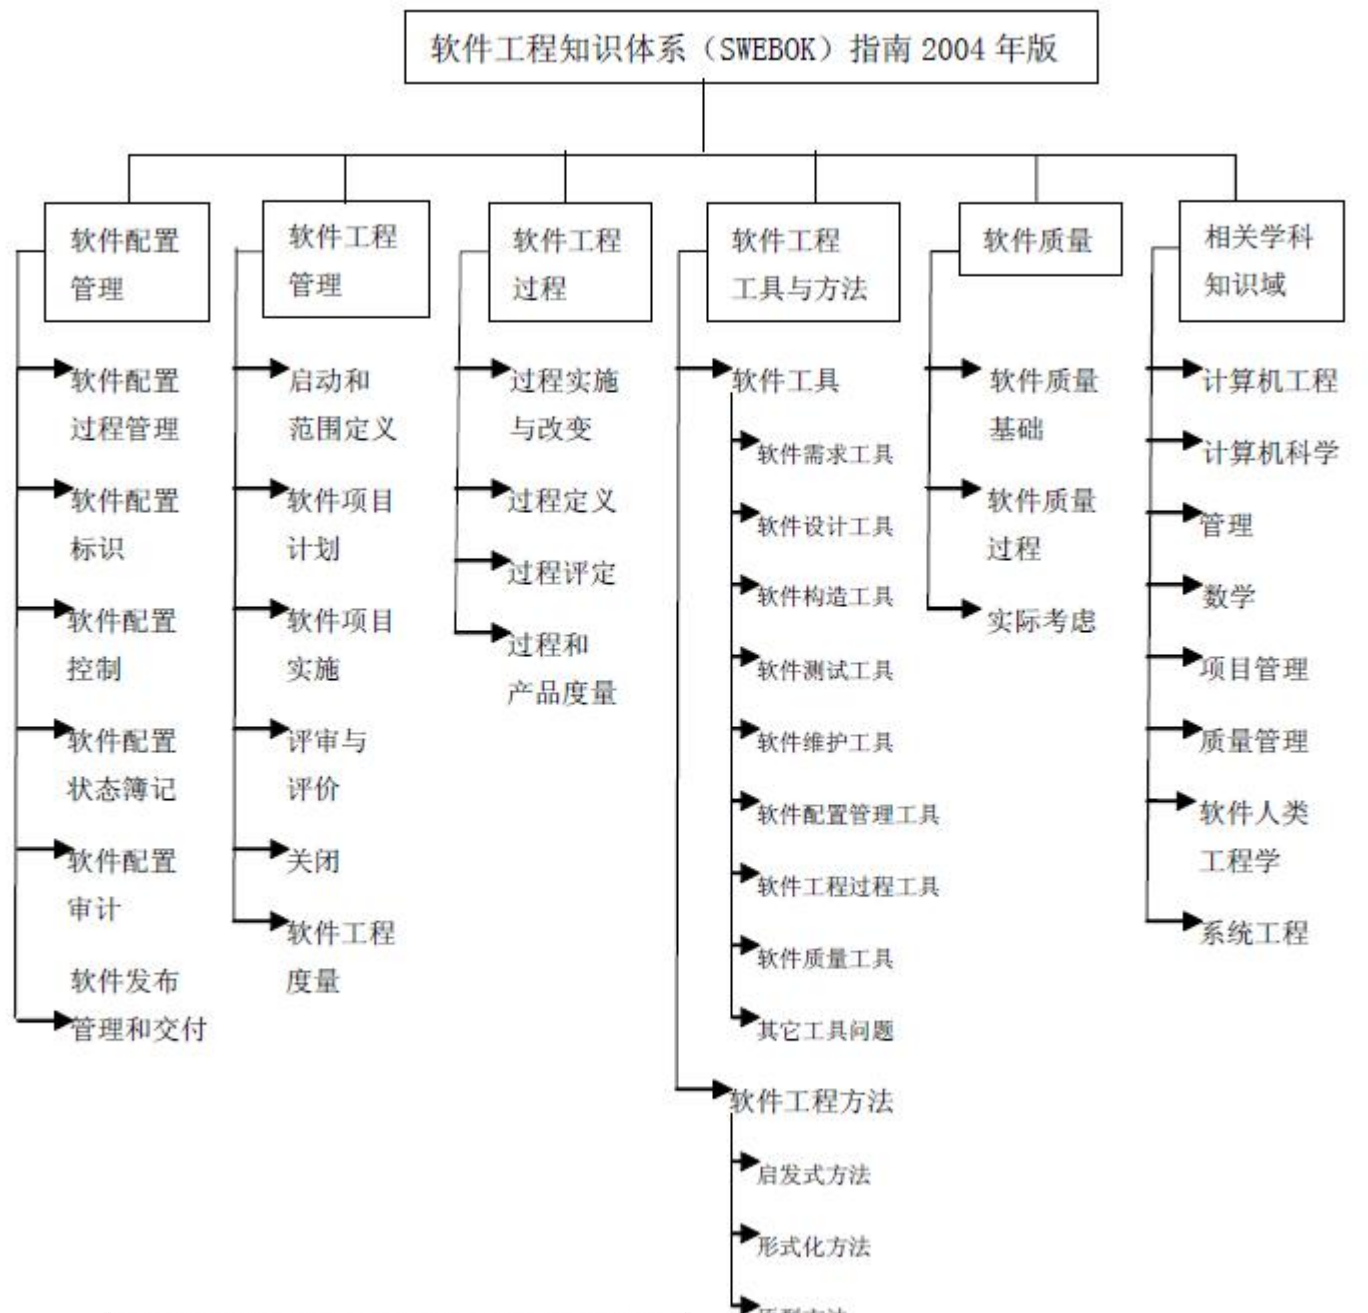 软件工程知识体系（SWEBOK）指南 2004 年版
软件配置
管理
软件配置
过程管理
软件配置
标识
软件配置
控制
软件配置
状态簿记
软件配置
审计
软件发布
管理和交付
软件工程
管理
启动和
范围定义
软件项目
计划
软件项目
实施
评审与
评价
关闭
软件工程
度量
软件工程
过程
过程实施
与改变
过程定义
过程评定
过程和
产品度量
软件工程
工具与方法
软件工具
软件需求工具
软件设计工具
软件构造工具
软件测试工具
软件维护工具
软件配置管理工具
软件工程过程工具
软件质量工具
其它工具问题
软件工程方法
启发式方法
形式化方法
软件质量
软件质量
基础
软件质量
过程
实际考虑
相关学科
知识域
计算机工程
计算机科学
管理
数学
项目管理
质量管理
软件人类
工程学
系统工程